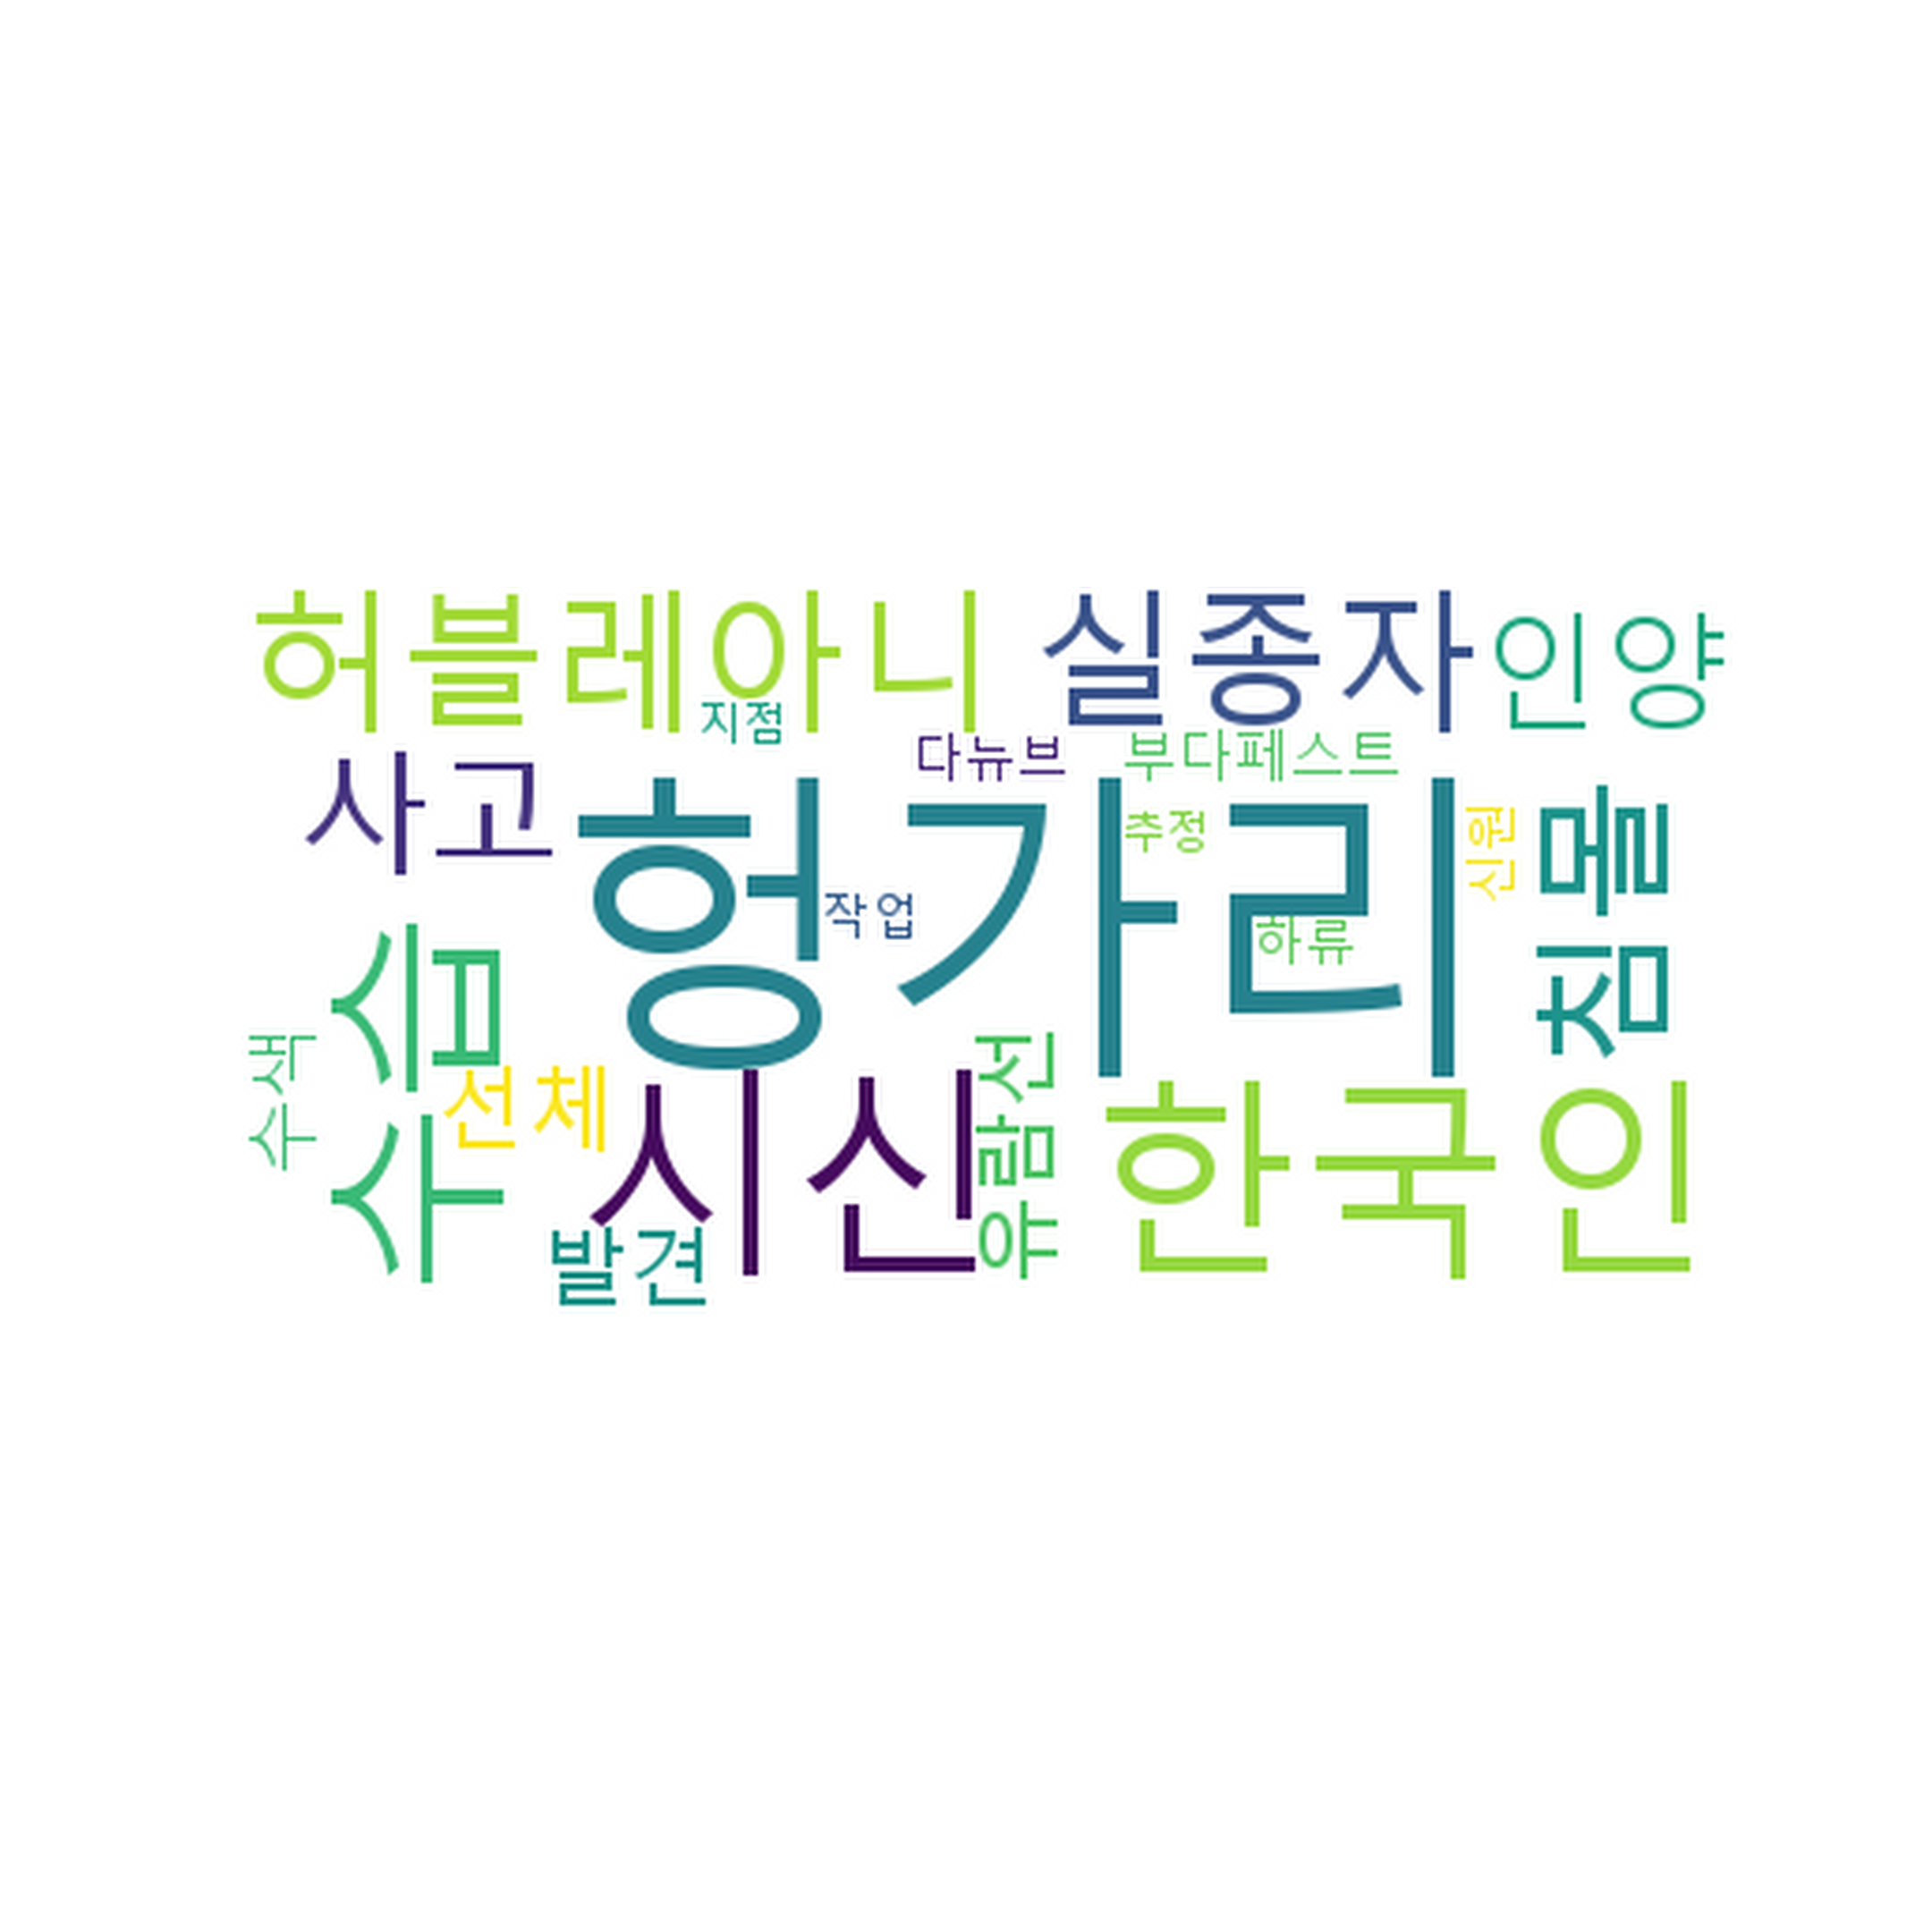 허블레아니
실종자
인양
지점
다뉴브
부다페스트
사고
헝가리
추정
신원
침몰
작업
하류
수습
수색
선체
시신
유람선
한국인
발견